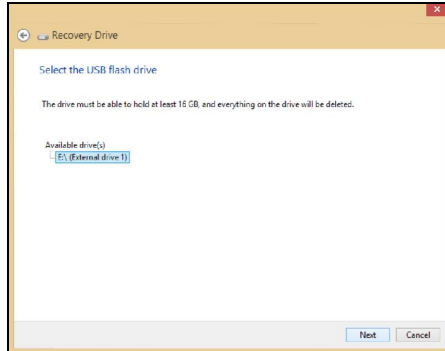 Recovery Drive
Select the USB flash drive
The drive must be able to hold at least 16 GB, and everything on the drive will be deleted.
Available drive(s)
E:\ (External drive 1)
Next Cancel